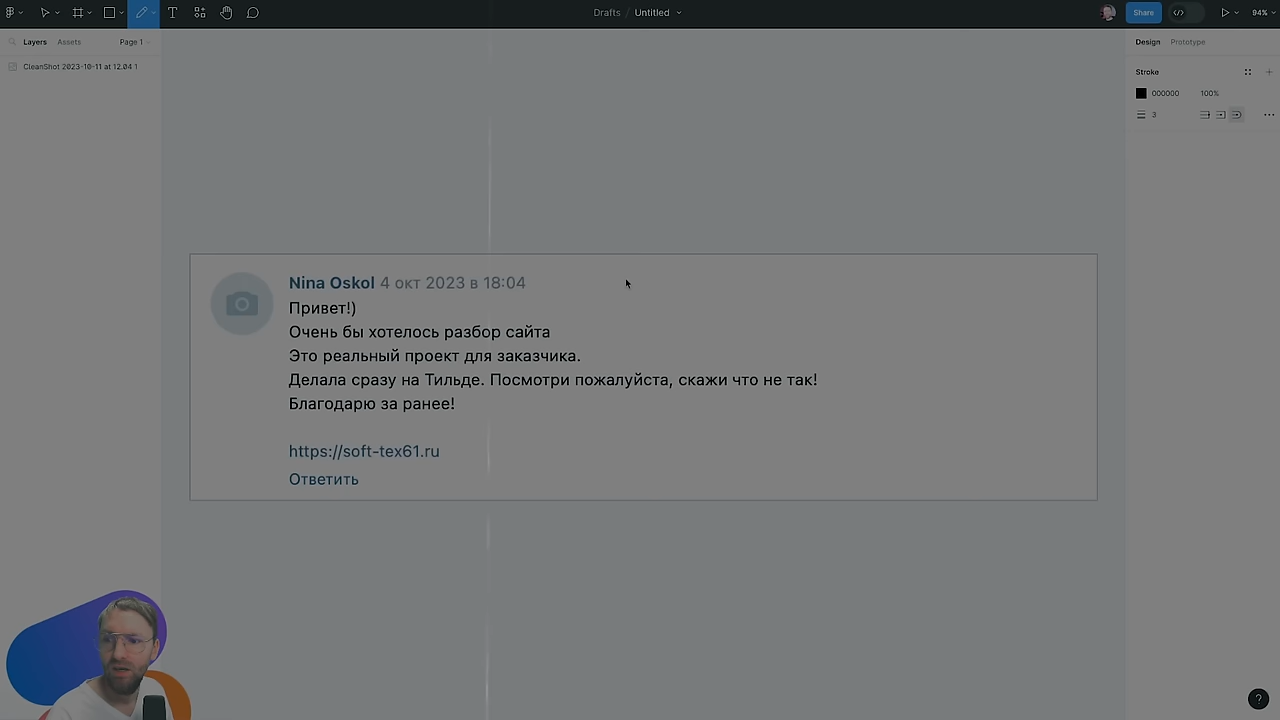 Drafts / Untitled
Share
94%
Layers
Assets
Page 1
Design
Prototype
CleanShot 2023-10-11 at 12.04 1
Stroke
000000
100%
3
Nina Oskol 4 окт 2023 в 18:04
Привет!)
Очень бы хотелось разбор сайта
Это реальный проект для заказчика.
Делала сразу на Тильде. Посмотри пожалуйста, скажи что не так!
Благодарю за ранее!
https://soft-tex61.ru
Ответить
?